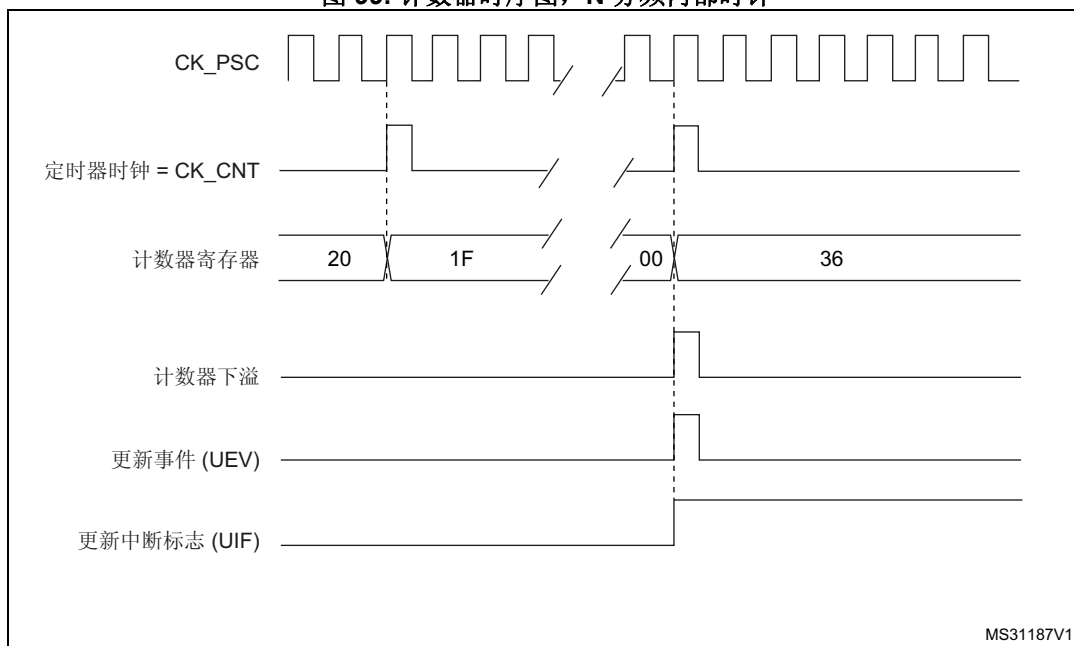 CK_PSC
定时器时钟 = CK_CNT
计数器寄存器 20 1F 00 36
计数器下溢
更新事件 (UEV)
更新中断标志 (UIF)
MS31187V1